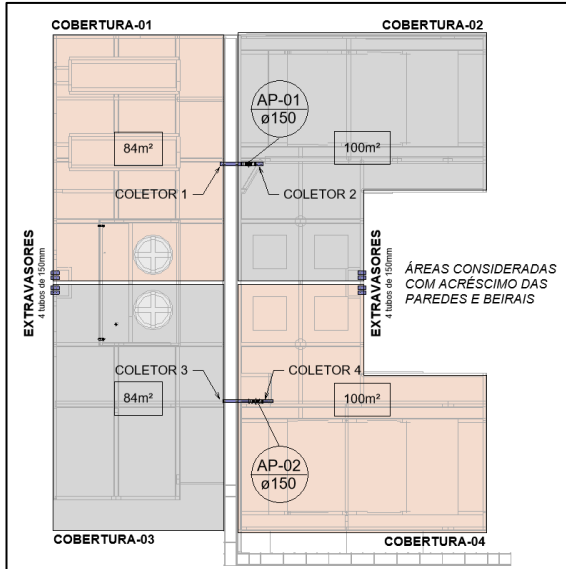 COBERTURA-01
COBERTURA-02
AP-01
ø150
84m²
100m²
COLETOR 1
COLETOR 2
EXTRAVASORES
4 tubos de 150mm
EXTRAVASORES
4 tubos de 150mm
ÁREAS CONSIDERADAS
COM ACRÉSCIMO DAS
PAREDES E BEIRAIS
COLETOR 3
COLETOR 4
84m²
100m²
AP-02
ø150
COBERTURA-03
COBERTURA-04